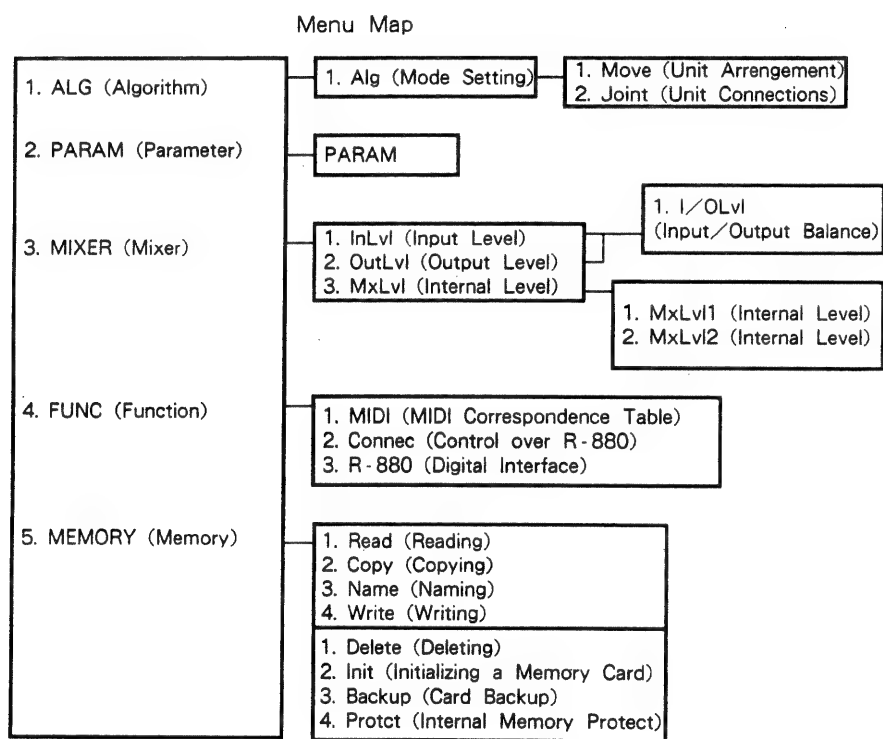 Menu Map
1. ALG (Algorithm)
1. Alg (Mode Setting)
1. Move (Unit Arrangement)
2. Joint (Unit Connections)
2. PARAM (Parameter)
PARAM
3. MIXER (Mixer)
1. InLvl (Input Level)
2. OutLvl (Output Level)
3. MxLvl (Internal Level)
1. I/OLvl
(Input/Output Balance)
1. MxLvl1 (Internal Level)
2. MxLvl2 (Internal Level)
4. FUNC (Function)
1. MIDI (MIDI Correspondence Table)
2. Connec (Control over R-880)
3. R-880 (Digital Interface)
5. MEMORY (Memory)
1. Read (Reading)
2. Copy (Copying)
3. Name (Naming)
4. Write (Writing)
1. Delete (Deleting)
2. Init (Initializing a Memory Card)
3. Backup (Card Backup)
4. Protct (Internal Memory Protect)